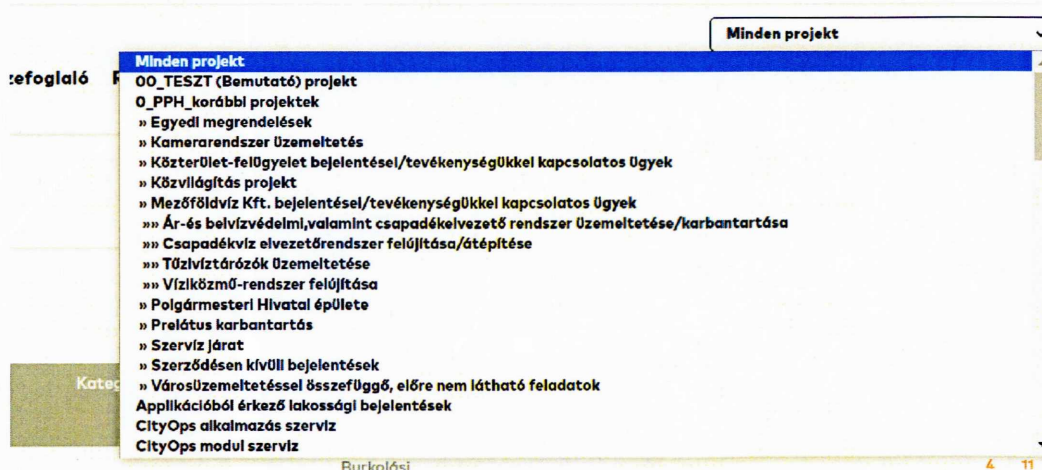 Minden projekt
Minden projekt
00_TESZT (Bemutató) projekt
0_PPH_korábbi projektek
» Egyedi megrendelések
» Kamerarendszer üzemeltetés
» Közterület-felügyelet bejelentései/tevékenységükkel kapcsolatos ügyek
» Közvilágítás projekt
» Mezőföldvíz Kft. bejelentései/tevékenységükkel kapcsolatos ügyek
»» Ár-és belvízvédelmi,valamint csapadékelvezető rendszer üzemeltetése/karbantartása
»» Csapadékvíz elvezetőrendszer felújítása/átépítése
»» Tűzivíztározók üzemeltetése
»» Víziközmű-rendszer felújítása
» Polgármesteri Hivatal épülete
» Prelátus karbantartás
» Szerviz járat
» Szerződésen kívüli bejelentések
» Városüzemeltetéssel összefüggő, előre nem látható feladatok
Applikációból érkező lakossági bejelentések
CityOps alkalmazás szerviz
CityOps modul szerviz
zefoglaló
Kateg
Burkolási
4 11